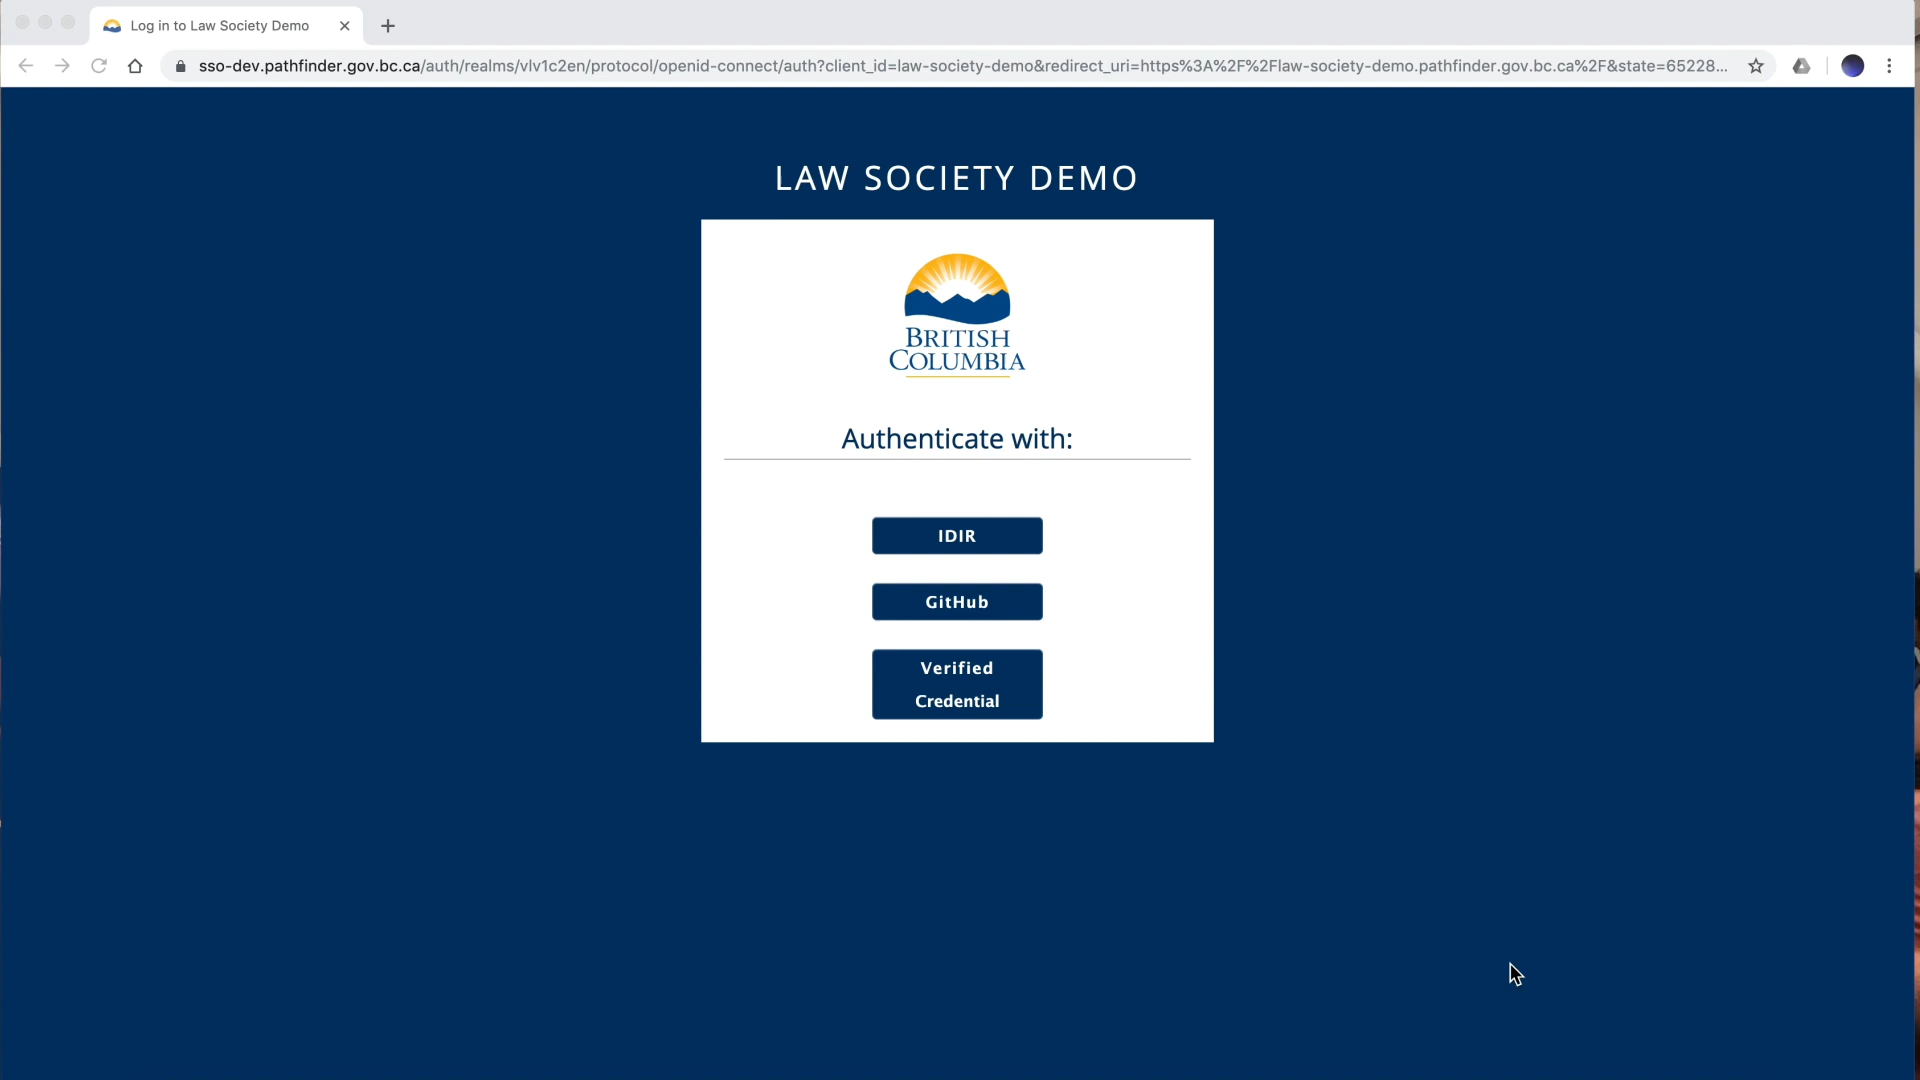 Log in to Law Society Demo
sso-dev.pathfinder.gov.bc.ca/auth/realms/vlv1c2en/protocol/openid-connect/auth?client_id=law-society-demo&redirect_uri=https%3A%2F%2Flaw-society-demo.pathfinder.gov.bc.ca%2F&state=65228...
LAW SOCIETY DEMO
BRITISH
COLUMBIA
Authenticate with:
IDIR
GitHub
Verified
Credential